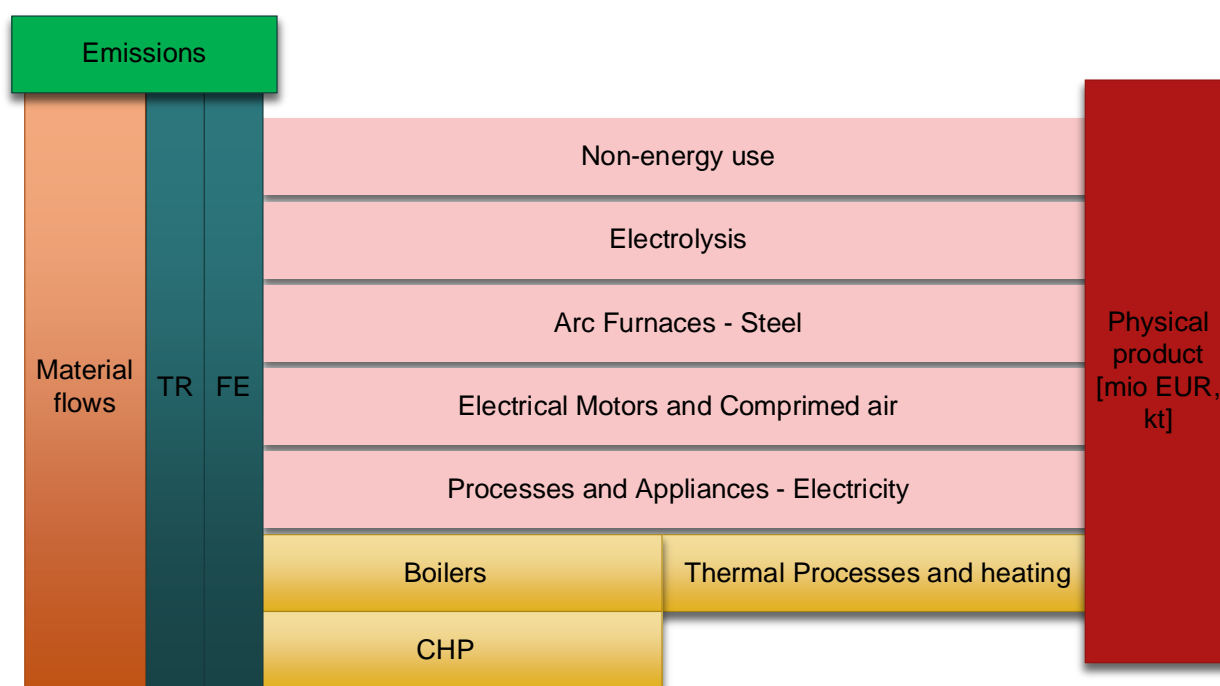 Emissions
Non-energy use
Electrolysis
Arc Furnaces - Steel
Material
flows
TR
FE
Physical
product
[mio EUR,
kt]
Electrical Motors and Comprimed air
Processes and Appliances - Electricity
Boilers
Thermal Processes and heating
CHP